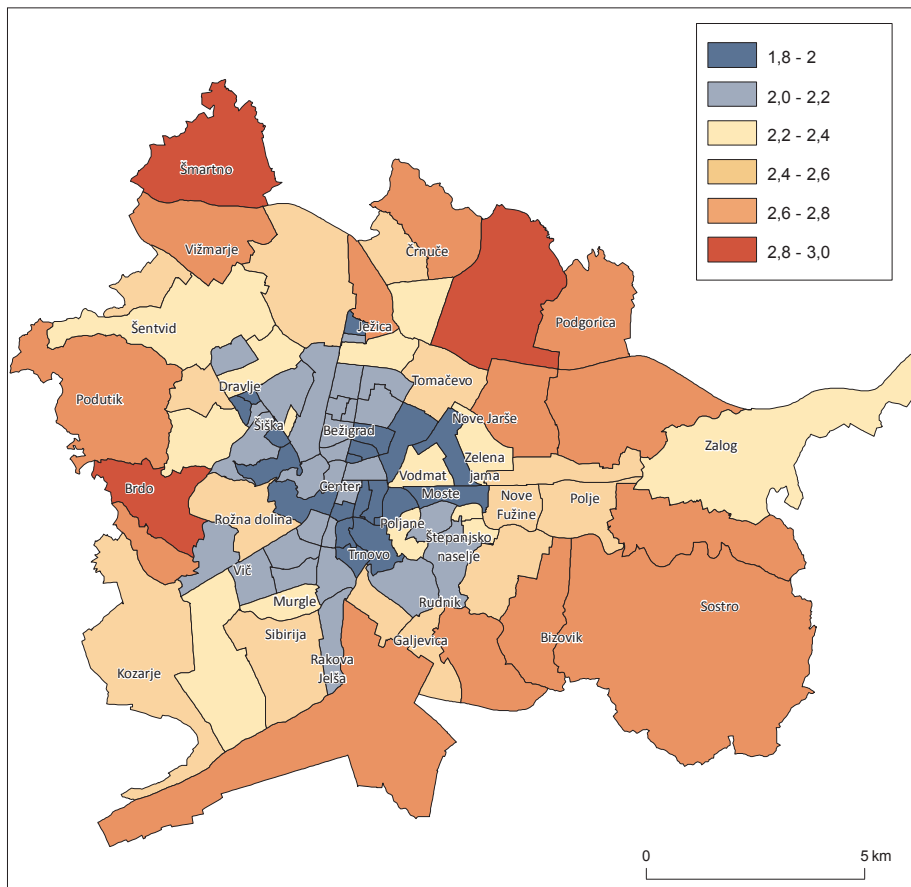 1,8 - 2
2,0 - 2,2
2,2 - 2,4
2,4 - 2,6
2,6 - 2,8
2,8 - 3,0
Šmartno
Vižmarje
Črnuče
Ježica
Podgorica
Šentvid
Podutik
Dravlje
Tomačevo
Šiška
Bežigrad
Nove Jarše
Zalog
Zelena
jama
Vodmat
Brdo
Center
Moste
Nove
Fužine
Polje
Rožna dolina
Poljane
Štepanjsko
naselje
Trnovo
Vič
Murgle
Rudnik
Sostro
Sibirija
Galjevica
Bizovik
Rakova
Jelša
Kozarje
0
5 km